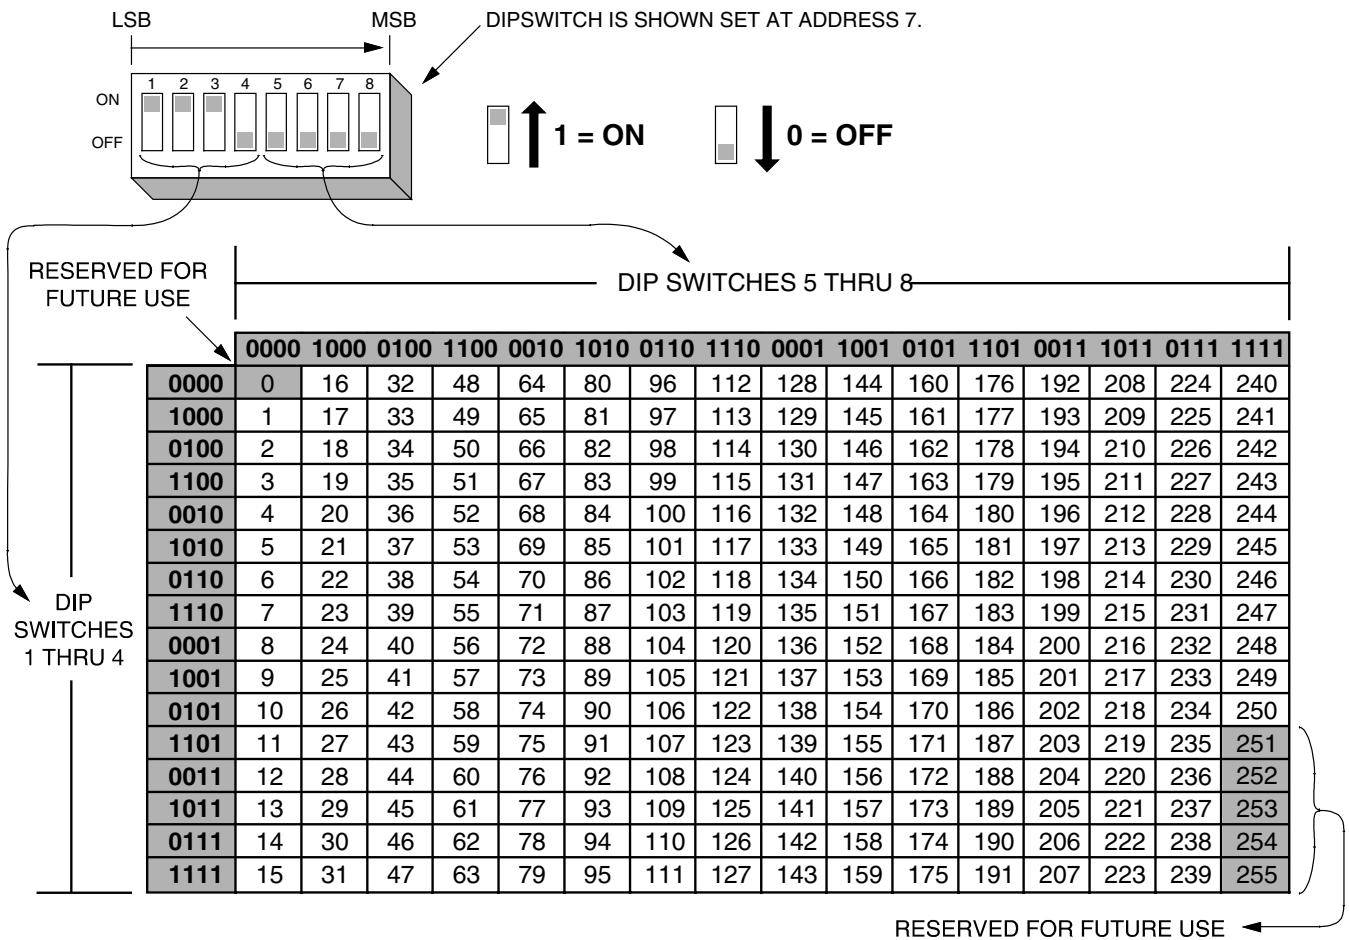 LSB MSB DIPSWITCH IS SHOWN SET AT ADDRESS 7.
1 2 3 4 5 6 7 8
ON
OFF
1 = ON 0 = OFF
RESERVED FOR
FUTURE USE
DIP SWITCHES 5 THRU 8
0000 1000 0100 1100 0010 1010 0110 1110 0001 1001 0101 1101 0011 1011 0111 1111
0000 0 16 32 48 64 80 96 112 128 144 160 176 192 208 224 240
1000 1 17 33 49 65 81 97 113 129 145 161 177 193 209 225 241
0100 2 18 34 50 66 82 98 114 130 146 162 178 194 210 226 242
1100 3 19 35 51 67 83 99 115 131 147 163 179 195 211 227 243
0010 4 20 36 52 68 84 100 116 132 148 164 180 196 212 228 244
1010 5 21 37 53 69 85 101 117 133 149 165 181 197 213 229 245
0110 6 22 38 54 70 86 102 118 134 150 166 182 198 214 230 246
1110 7 23 39 55 71 87 103 119 135 151 167 183 199 215 231 247
0001 8 24 40 56 72 88 104 120 136 152 168 184 200 216 232 248
1001 9 25 41 57 73 89 105 121 137 153 169 185 201 217 233 249
0101 10 26 42 58 74 90 106 122 138 154 170 186 202 218 234 250
1101 11 27 43 59 75 91 107 123 139 155 171 187 203 219 235 251
0011 12 28 44 60 76 92 108 124 140 156 172 188 204 220 236 252
1011 13 29 45 61 77 93 109 125 141 157 173 189 205 221 237 253
0111 14 30 46 62 78 94 110 126 142 158 174 190 206 222 238 254
1111 15 31 47 63 79 95 111 127 143 159 175 191 207 223 239 255
DIP
SWITCHES
1 THRU 4
RESERVED FOR FUTURE USE